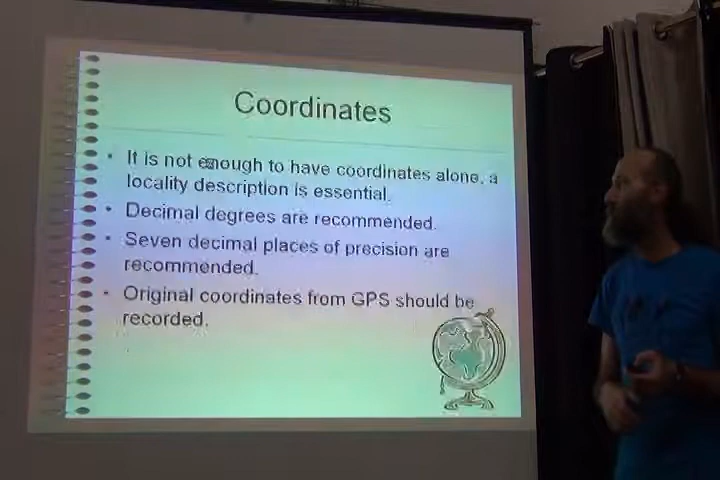 Coordinates
• It is not enough to have coordinates alone, a
locality description is essential.
• Decimal degrees are recommended.
• Seven decimal places of precision are
recommended.
• Original coordinates from GPS should be
recorded.